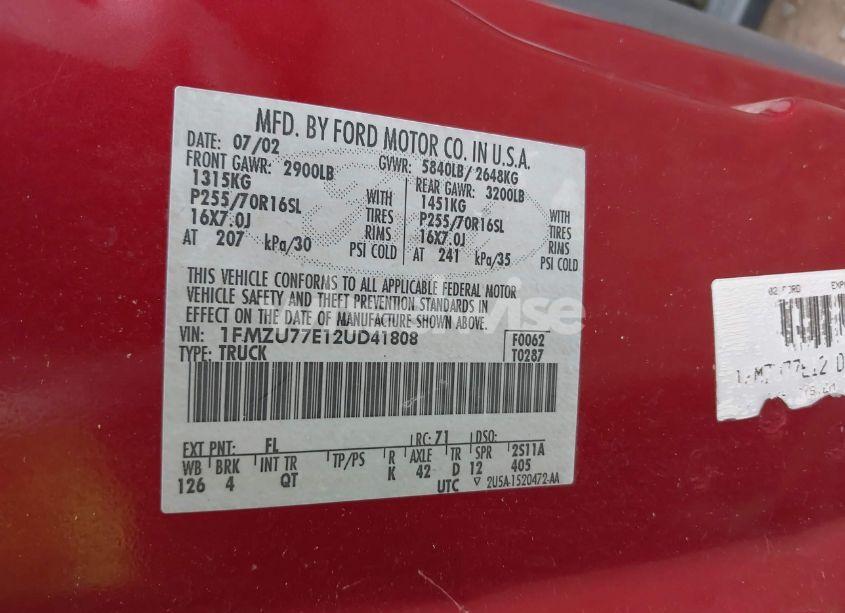 MFD. BY FORD MOTOR CO. IN U.S.A.
DATE: 07/02 GVWR: 5840LB/ 2648KG
FRONT GAWR: 2900LB REAR GAWR: 3200LB
1315KG WITH 1451KG WITH
P255/70R16SL TIRES P255/70R16SL TIRES
16X7.0J RIMS 16X7.0J RIMS
AT 207 kPa/30 PSI COLD AT 241 kPa/35 PSI COLD
THIS VEHICLE CONFORMS TO ALL APPLICABLE FEDERAL MOTOR
VEHICLE SAFETY AND THEFT PREVENTION STANDARDS IN
EFFECT ON THE DATE OF MANUFACTURE SHOWN ABOVE.
VIN: 1FMZU77E12UD41808 F0062
TYPE: TRUCK T0287
EXT PNT: FL RC: 71 DSO:
WB BRK INT TR TP/PS R AXLE TR SPR 2S11A
126 4 QT K 42 D 12 405
UTC ▽ 2U5A-1520472-AA
02 FORD